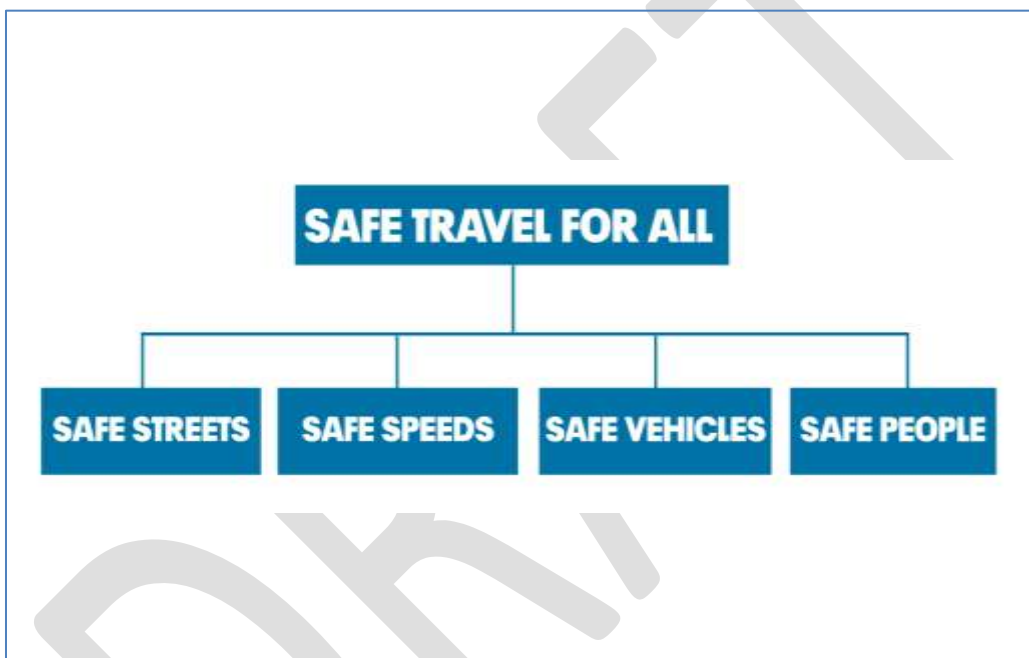 SAFE TRAVEL FOR ALL
SAFE STREETS
SAFE SPEEDS
SAFE VEHICLES
SAFE PEOPLE